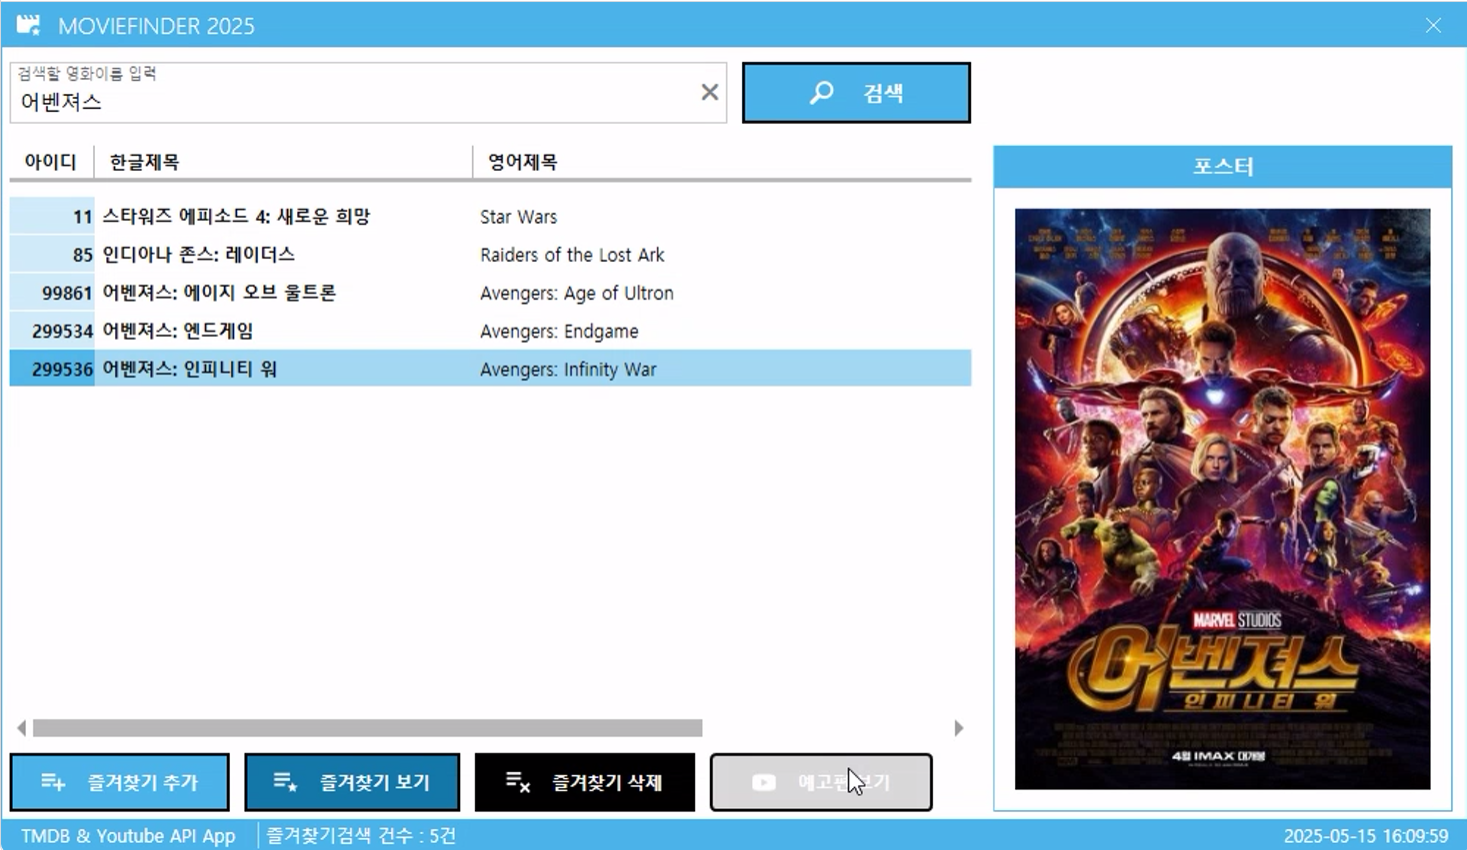 MOVIEFINDER 2025
검색할 영화이름 입력
어벤져스
검색
아이디 한글제목 영어제목
11 스타워즈 에피소드 4: 새로운 희망 Star Wars
85 인디아나 존스: 레이더스 Raiders of the Lost Ark
99861 어벤져스: 에이지 오브 울트론 Avengers: Age of Ultron
299534 어벤져스: 엔드게임 Avengers: Endgame
299536 어벤져스: 인피니티 워 Avengers: Infinity War
포스터
MARVEL STUDIOS
어벤져스
인피니티 워
4월 IMAX 대개봉
즐겨찾기 추가 즐겨찾기 보기 즐겨찾기 삭제 예고편 보기
TMDB & Youtube API App 즐겨찾기검색 건수 : 5건 2025-05-15 16:09:59